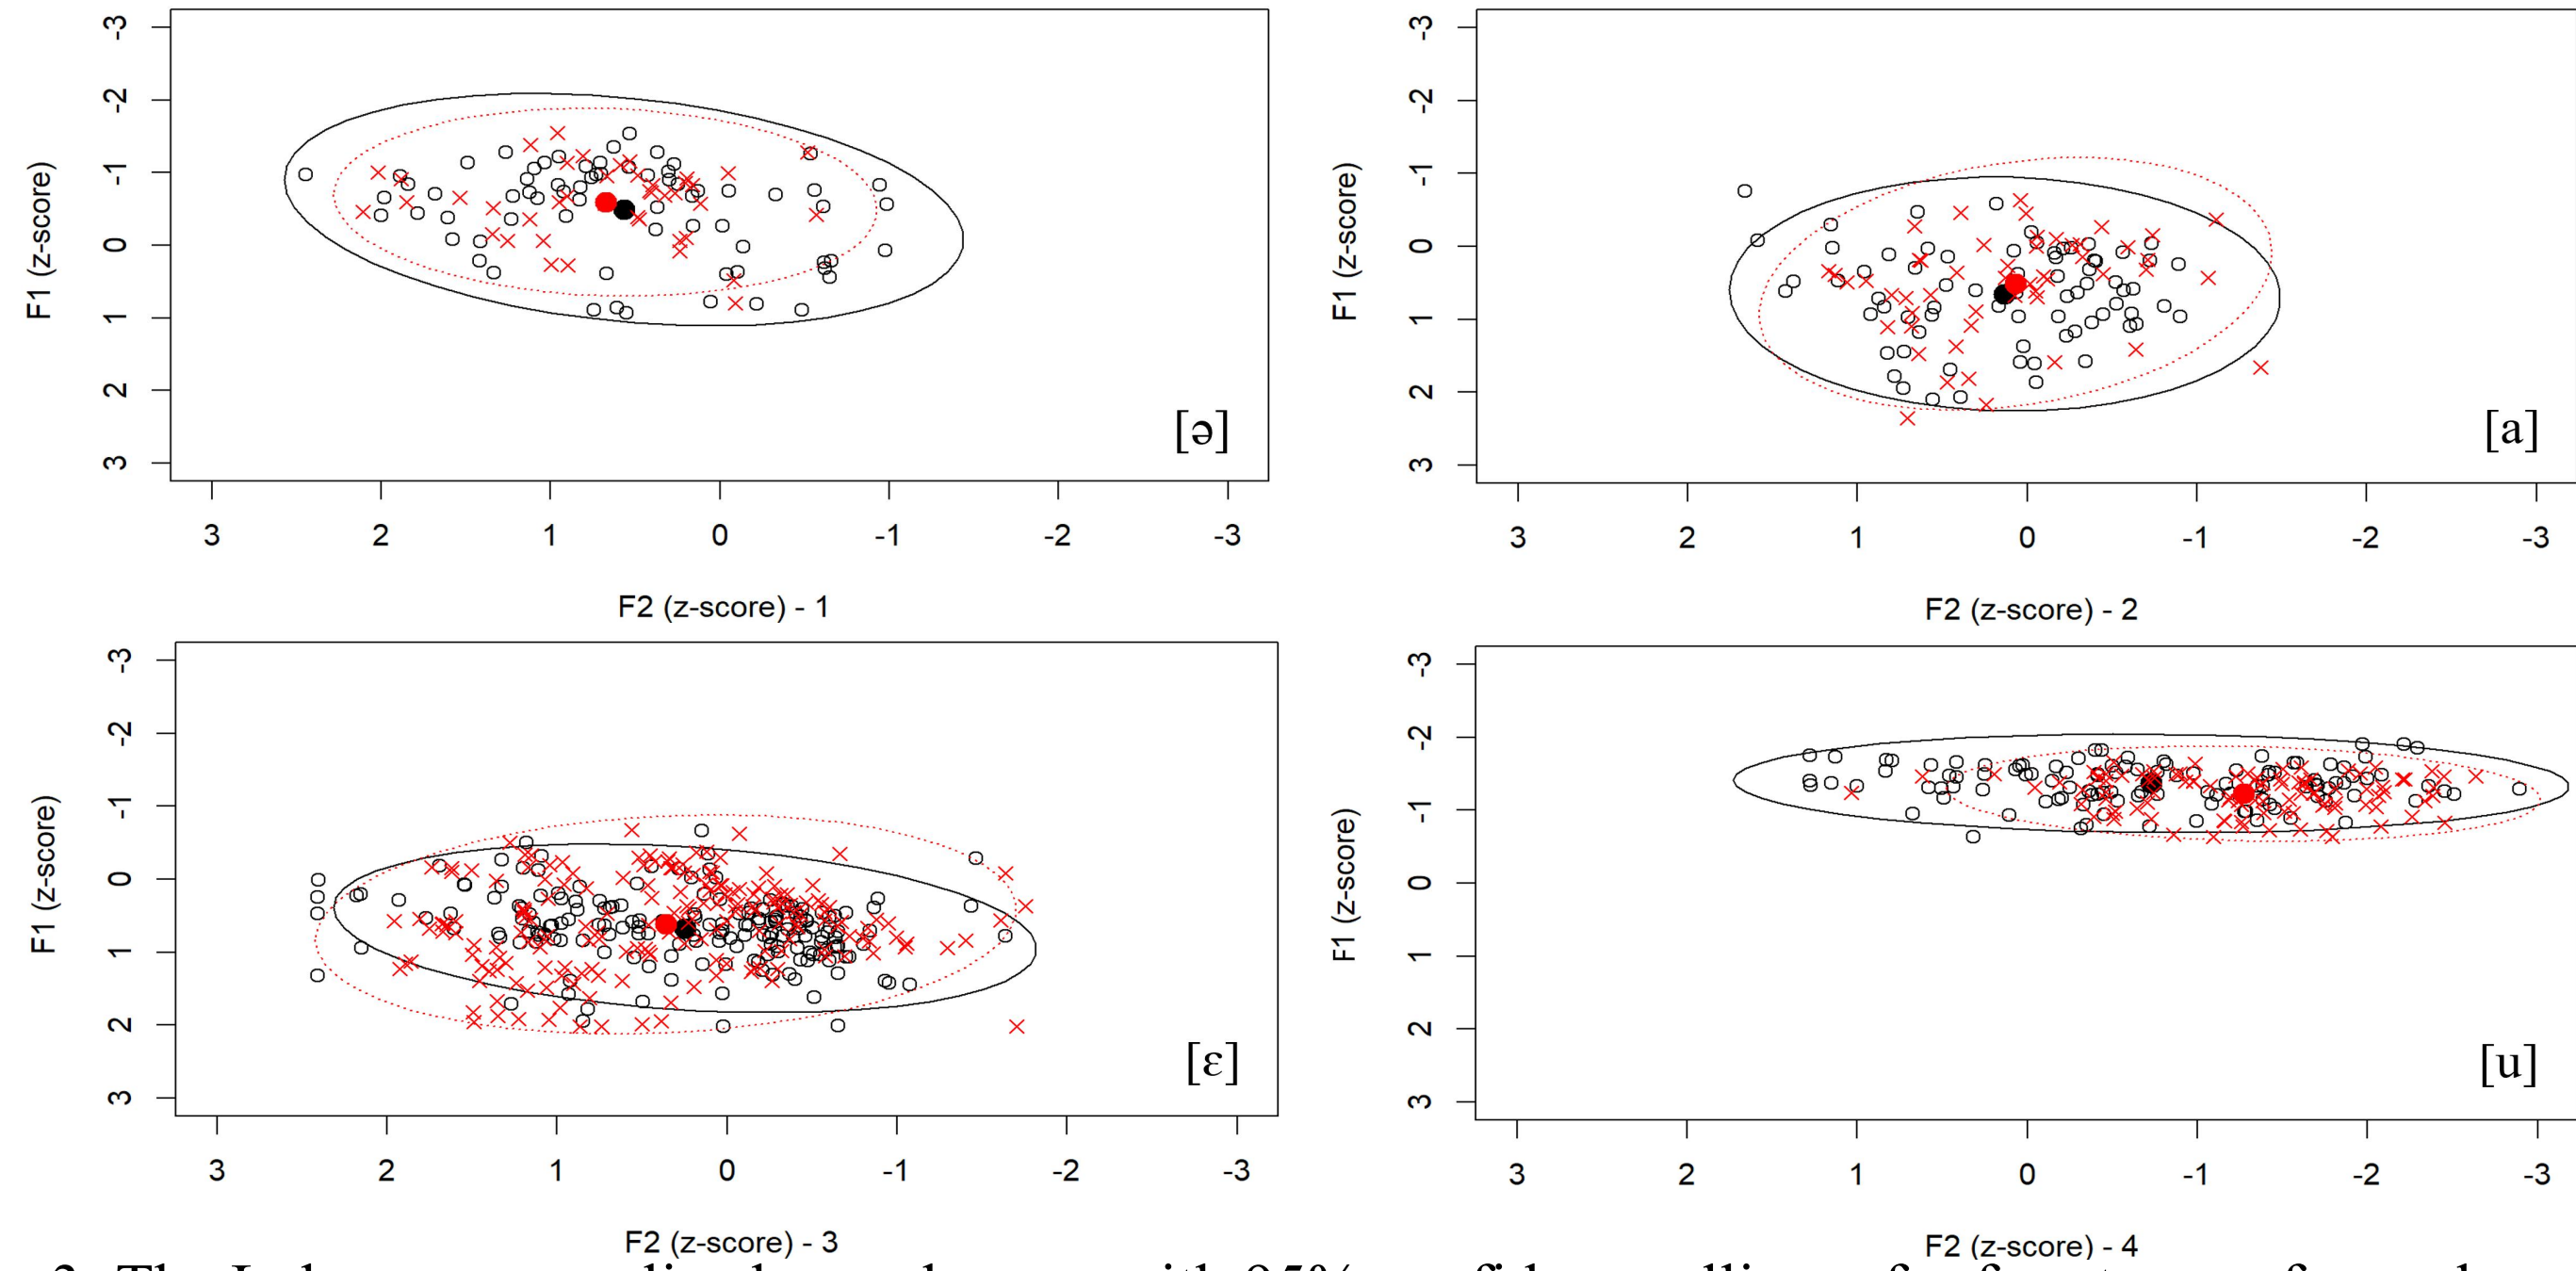 -3 -2 -1 0 1 2 3
F1 (z-score)
[ə]
3 2 1 0 -1 -2 -3
F2 (z-score) - 1
-3 -2 -1 0 1 2 3
F1 (z-score)
[a]
3 2 1 0 -1 -2 -3
F2 (z-score) - 2
-3 -2 -1 0 1 2 3
F1 (z-score)
[ɛ]
3 2 1 0 -1 -2 -3
F2 (z-score) - 3
-3 -2 -1 0 1 2 3
F1 (z-score)
[u]
3 2 1 0 -1 -2 -3
F2 (z-score) - 4